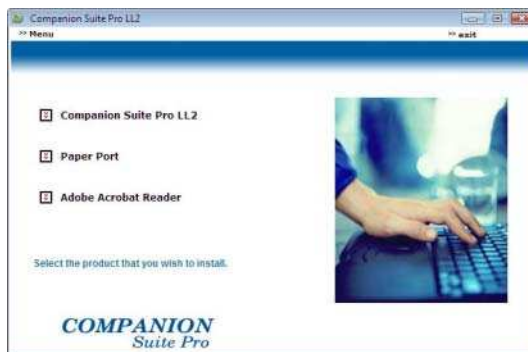 Companion Suite Pro LL2
>> Menu
>> exit
Companion Suite Pro LL2
Paper Port
Adobe Acrobat Reader
Select the product that you wish to install.
COMPANION
Suite Pro